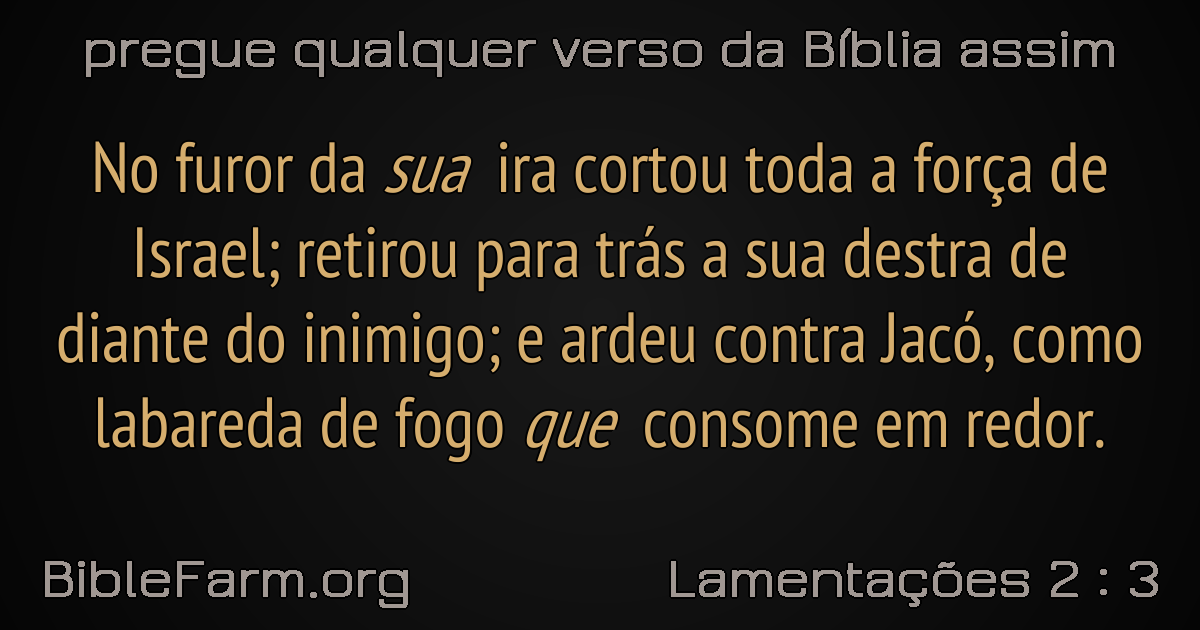 pregue qualquer verso da Bíblia assim
No furor da sua ira cortou toda a força de
Israel; retirou para trás a sua destra de
diante do inimigo; e ardeu contra Jacó, como
labareda de fogo que consome em redor.
BibleFarm.org
Lamentações 2 : 3